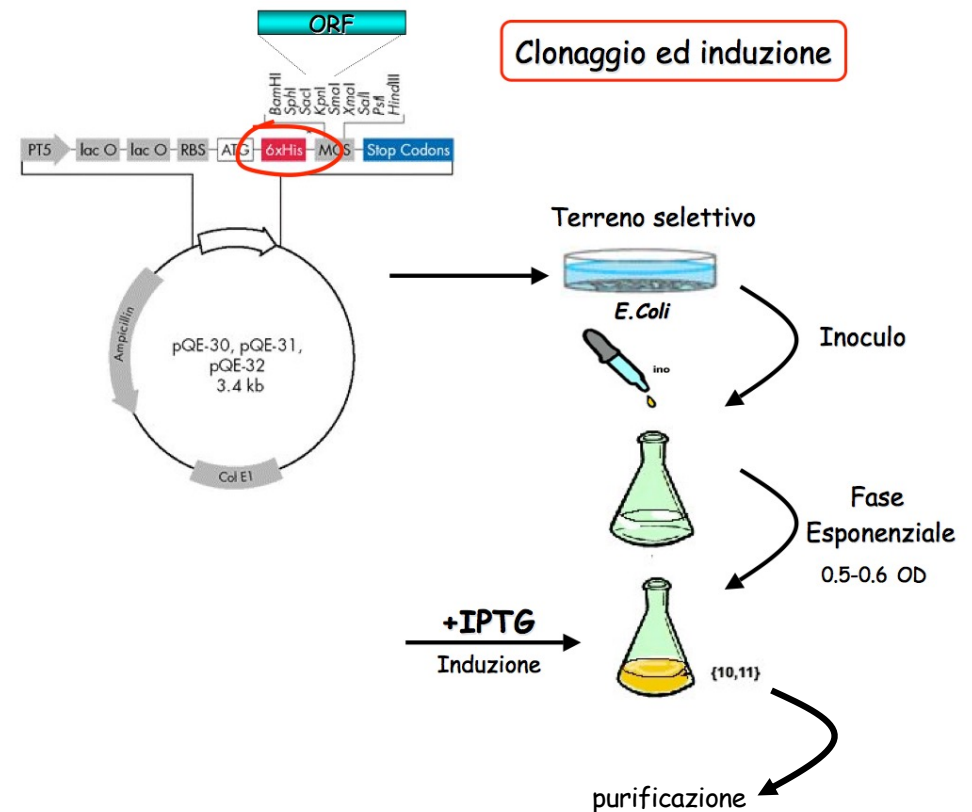 ORF
Clonaggio ed induzione
BamHI
SphI
SacI
KpnI
SmaI
XmaI
SalI
PstI
HindIII
PT5
lac O
lac O
RBS
ATG
6xHis
MCS
Stop Codons
Terreno selettivo
E.Coli
Inoculo
ino
Ampicillin
pQE-30, pQE-31,
pQE-32
3.4 kb
Col E1
Fase
Esponenziale
0.5-0.6 OD
+IPTG
Induzione
{10,11}
purificazione